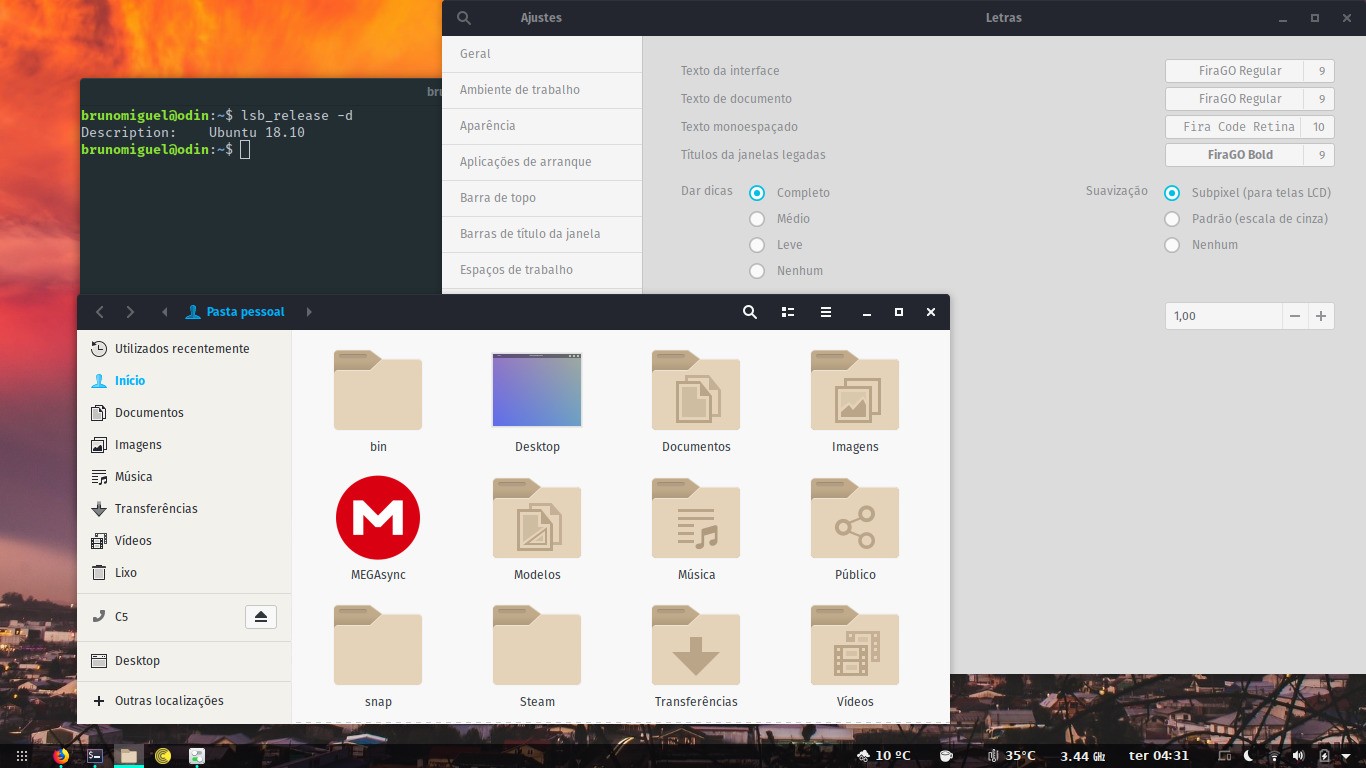 Ajustes
Letras
Geral
Ambiente de trabalho
Aparência
Aplicações de arranque
Barra de topo
Barras de título da janela
Espaços de trabalho
Texto da interface
FiraGO Regular 9
Texto de documento
FiraGO Regular 9
Texto monoespaçado
Fira Code Retina 10
Títulos da janelas legadas
FiraGO Bold 9
Dar dicas
Completo
Médio
Leve
Nenhum
Suavização
Subpixel (para telas LCD)
Padrão (escala de cinza)
Nenhum
1,00
bru
brunomiguel@odin:~$ lsb_release -d
Description: Ubuntu 18.10
brunomiguel@odin:~$
Pasta pessoal
Utilizados recentemente
Início
Documentos
Imagens
Música
Transferências
Vídeos
Lixo
C5
Desktop
Outras localizações
bin
Desktop
Documentos
Imagens
MEGAsync
Modelos
Música
Público
snap
Steam
Transferências
Vídeos
10 ºC
35°C
3.44 GHz
ter 04:31